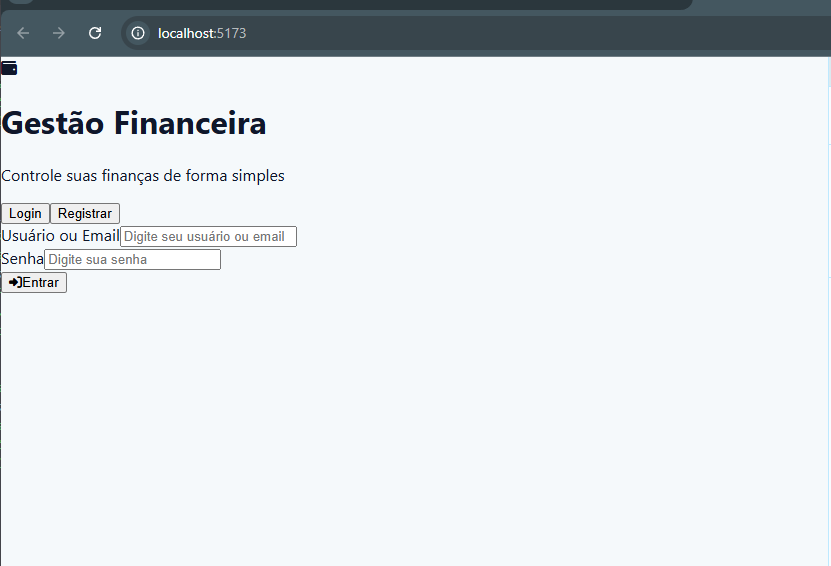 localhost:5173
Gestão Financeira
Controle suas finanças de forma simples
Login Registrar
Usuário ou Email Digite seu usuário ou email
Senha Digite sua senha
Entrar